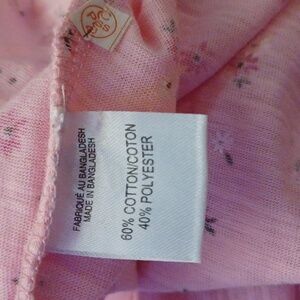 60% COTTON/COTON
40% POLYESTER
FABRIQUÉ AU BANGLADESH
MADE IN BANGLADESH